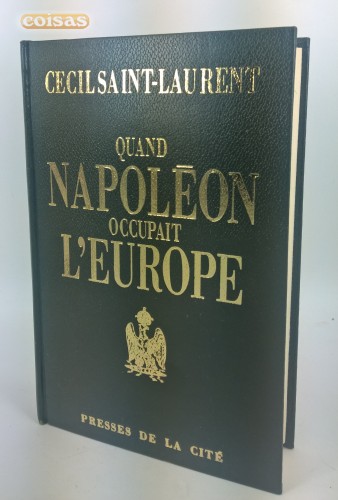 coisas
CECIL SAINT-LAURENT
QUAND
NAPOLÉON
OCCUPAIT
L'EUROPE
PRESSES DE LA CITÉ